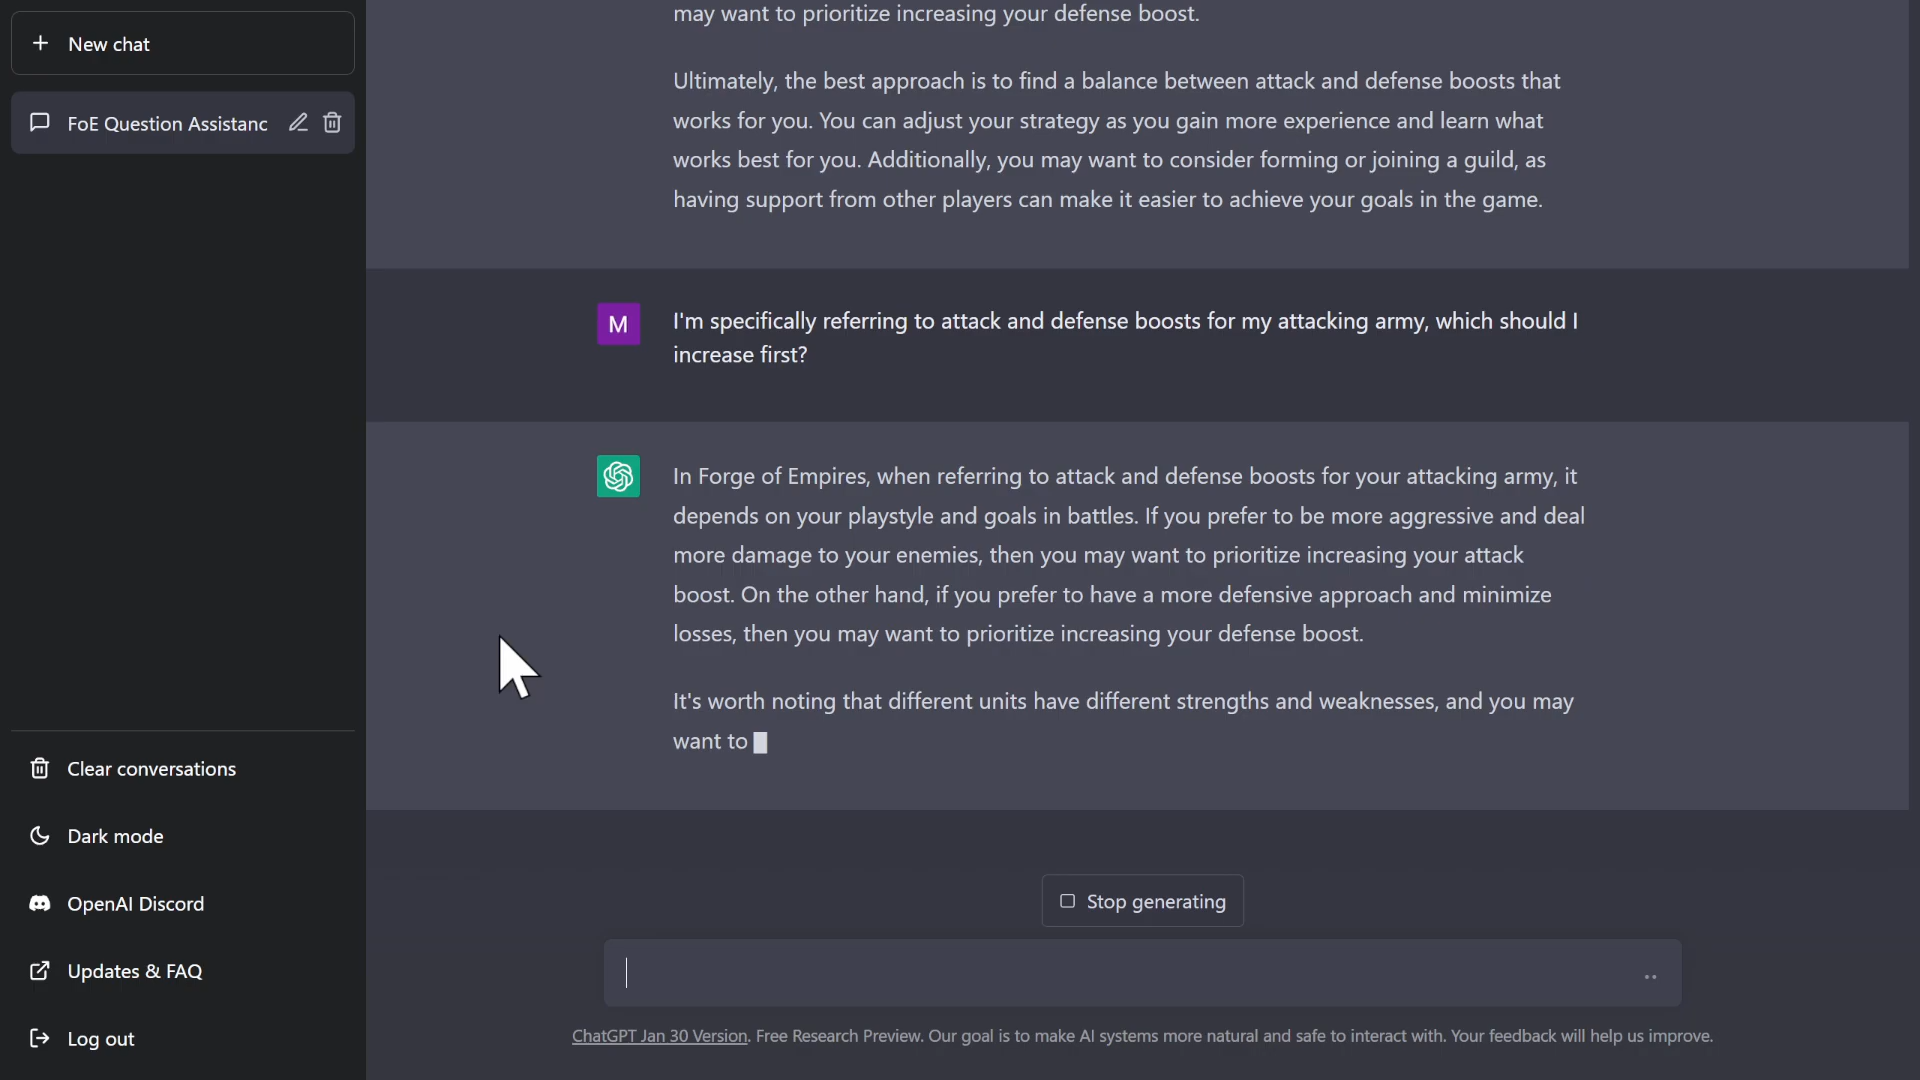 New chat
FoE Question Assistanc
Clear conversations
Dark mode
OpenAI Discord
Updates & FAQ
Log out
may want to prioritize increasing your defense boost.
Ultimately, the best approach is to find a balance between attack and defense boosts that
works for you. You can adjust your strategy as you gain more experience and learn what
works best for you. Additionally, you may want to consider forming or joining a guild, as
having support from other players can make it easier to achieve your goals in the game.
M
I'm specifically referring to attack and defense boosts for my attacking army, which should I
increase first?
In Forge of Empires, when referring to attack and defense boosts for your attacking army, it
depends on your playstyle and goals in battles. If you prefer to be more aggressive and deal
more damage to your enemies, then you may want to prioritize increasing your attack
boost. On the other hand, if you prefer to have a more defensive approach and minimize
losses, then you may want to prioritize increasing your defense boost.
It's worth noting that different units have different strengths and weaknesses, and you may
want to
Stop generating
ChatGPT Jan 30 Version. Free Research Preview. Our goal is to make AI systems more natural and safe to interact with. Your feedback will help us improve.